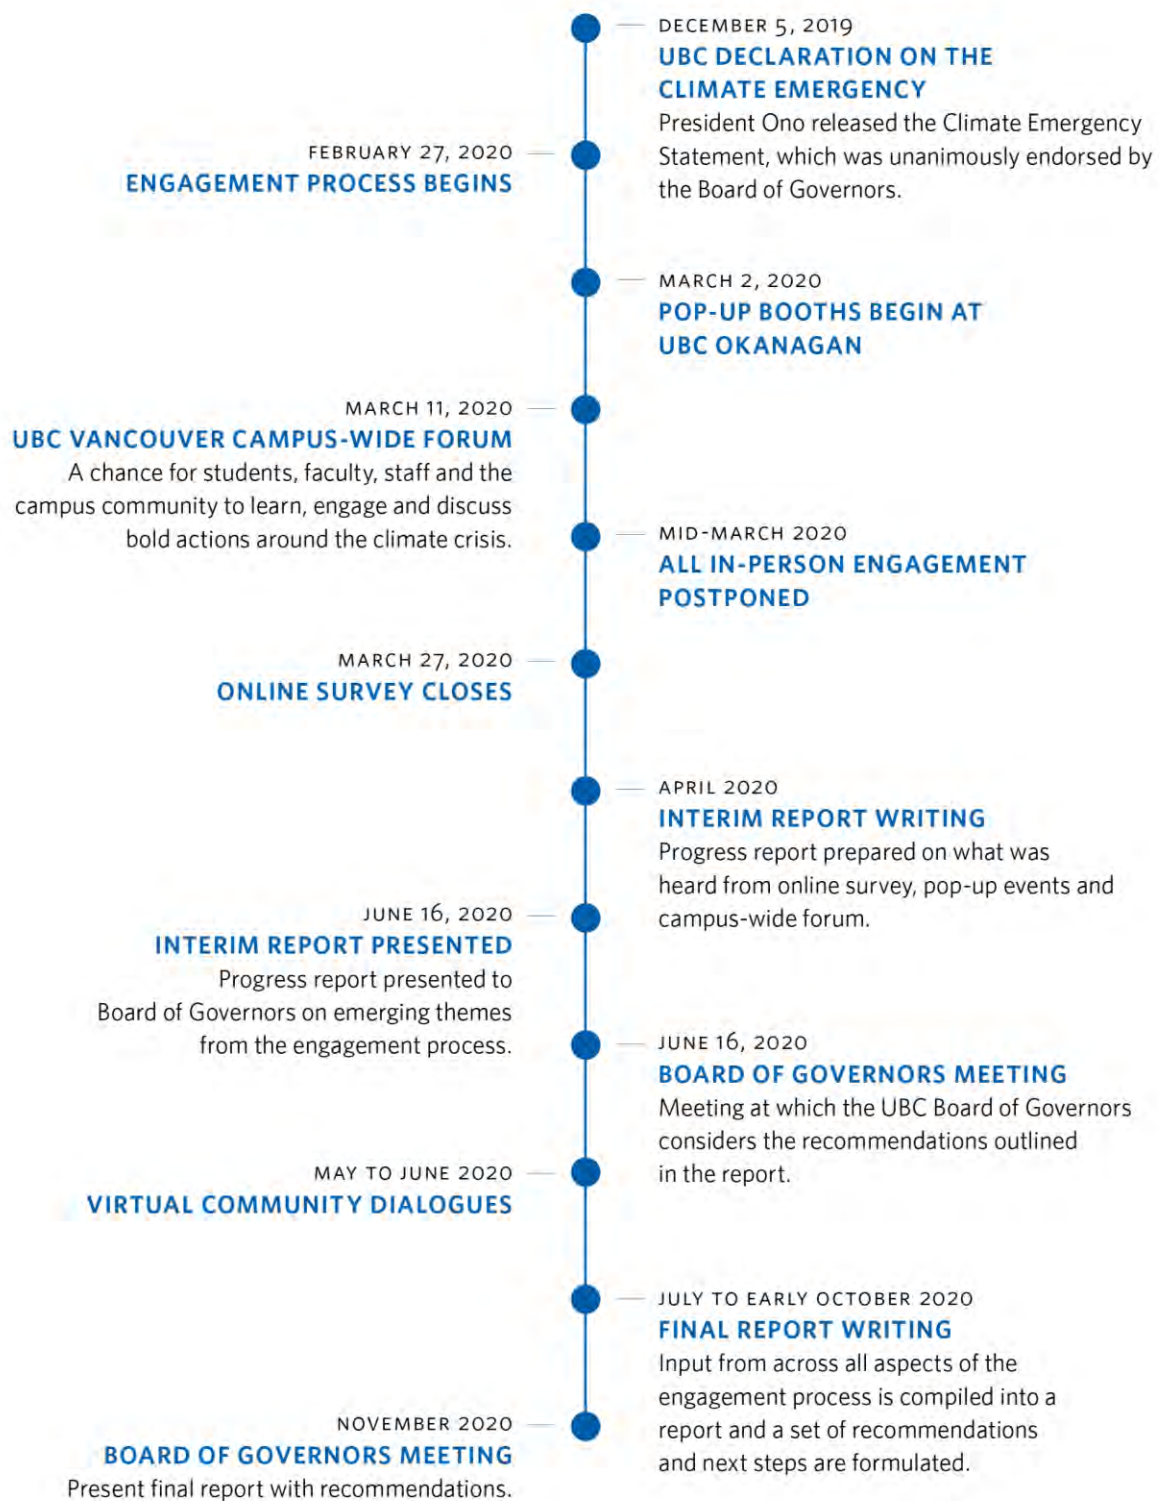 DECEMBER 5, 2019
UBC DECLARATION ON THE
CLIMATE EMERGENCY
President Ono released the Climate Emergency
Statement, which was unanimously endorsed by
the Board of Governors.
FEBRUARY 27, 2020
ENGAGEMENT PROCESS BEGINS
MARCH 2, 2020
POP-UP BOOTHS BEGIN AT
UBC OKANAGAN
MARCH 11, 2020
UBC VANCOUVER CAMPUS-WIDE FORUM
A chance for students, faculty, staff and the
campus community to learn, engage and discuss
bold actions around the climate crisis.
MID-MARCH 2020
ALL IN-PERSON ENGAGEMENT
POSTPONED
MARCH 27, 2020
ONLINE SURVEY CLOSES
APRIL 2020
INTERIM REPORT WRITING
Progress report prepared on what was
heard from online survey, pop-up events and
campus-wide forum.
JUNE 16, 2020
INTERIM REPORT PRESENTED
Progress report presented to
Board of Governors on emerging themes
from the engagement process.
JUNE 16, 2020
BOARD OF GOVERNORS MEETING
Meeting at which the UBC Board of Governors
considers the recommendations outlined
in the report.
MAY TO JUNE 2020
VIRTUAL COMMUNITY DIALOGUES
JULY TO EARLY OCTOBER 2020
FINAL REPORT WRITING
Input from across all aspects of the
engagement process is compiled into a
report and a set of recommendations
and next steps are formulated.
NOVEMBER 2020
BOARD OF GOVERNORS MEETING
Present final report with recommendations.